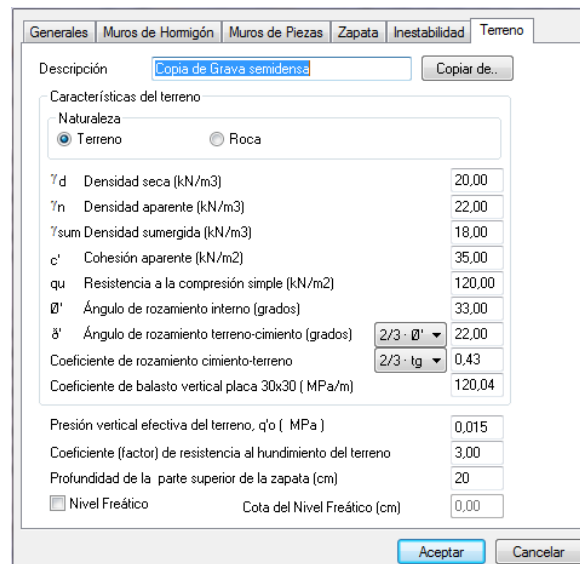 Generales Muros de Hormigón Muros de Piezas Zapata Inestabilidad Terreno
Descripción Copia de Grava semidensa Copiar de..
Características del terreno
Naturaleza
Terreno Roca
γd Densidad seca (kN/m3) 20,00
γn Densidad aparente (kN/m3) 22,00
γsum Densidad sumergida (kN/m3) 18,00
c' Cohesión aparente (kN/m2) 35,00
qu Resistencia a la compresión simple (kN/m2) 120,00
Ø' Ángulo de rozamiento interno (grados) 33,00
ð' Ángulo de rozamiento terreno-cimiento (grados) 2/3 · Ø' 22,00
Coeficiente de rozamiento cimiento-terreno 2/3 · tg 0,43
Coeficiente de balasto vertical placa 30x30 ( MPa/m) 120,04
Presión vertical efectiva del terreno, q'o ( MPa ) 0,015
Coeficiente (factor) de resistencia al hundimiento del terreno 3,00
Profundidad de la parte superior de la zapata (cm) 20
Nivel Freático Cota del Nivel Freático (cm) 0,00
Aceptar Cancelar